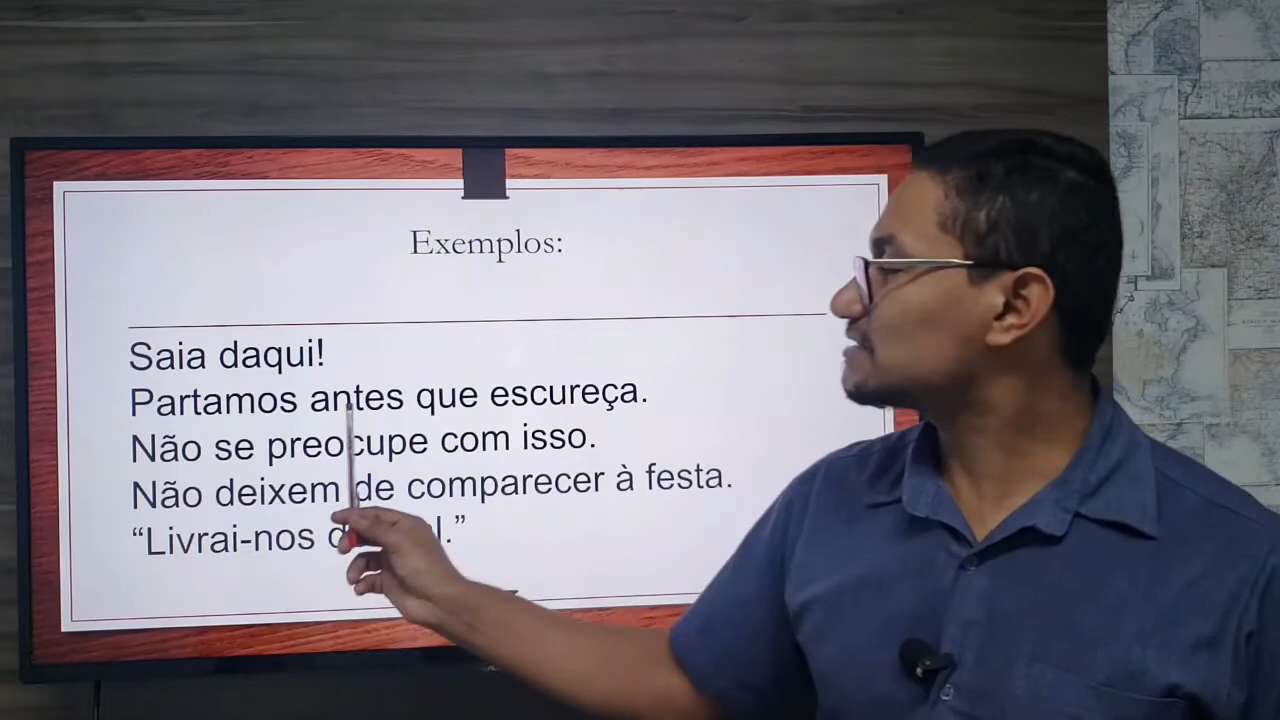 Exemplos:
Saia daqui!
Partamos antes que escureça.
Não se preocupe com isso.
Não deixem de comparecer à festa.
“Livrai-nos